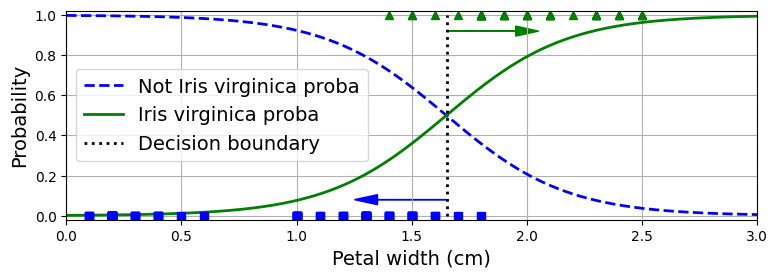 1.0
0.8
0.6
0.4
0.2
0.0
Probability
Not Iris virginica proba
Iris virginica proba
Decision boundary
0.0 0.5 1.0 1.5 2.0 2.5 3.0
Petal width (cm)